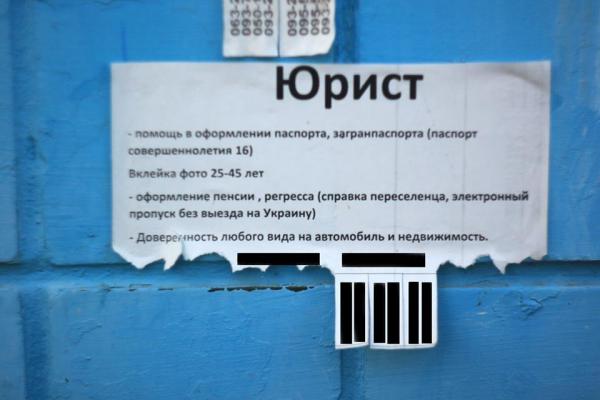 Юрист
- помощь в оформлении паспорта, загранпаспорта (паспорт
совершеннолетия 16)
Вклейка фото 25-45 лет
- оформление пенсии , регресса (справка переселенца, электронный
пропуск без выезда на Украину)
- Доверенность любого вида на автомобиль и недвижимость.